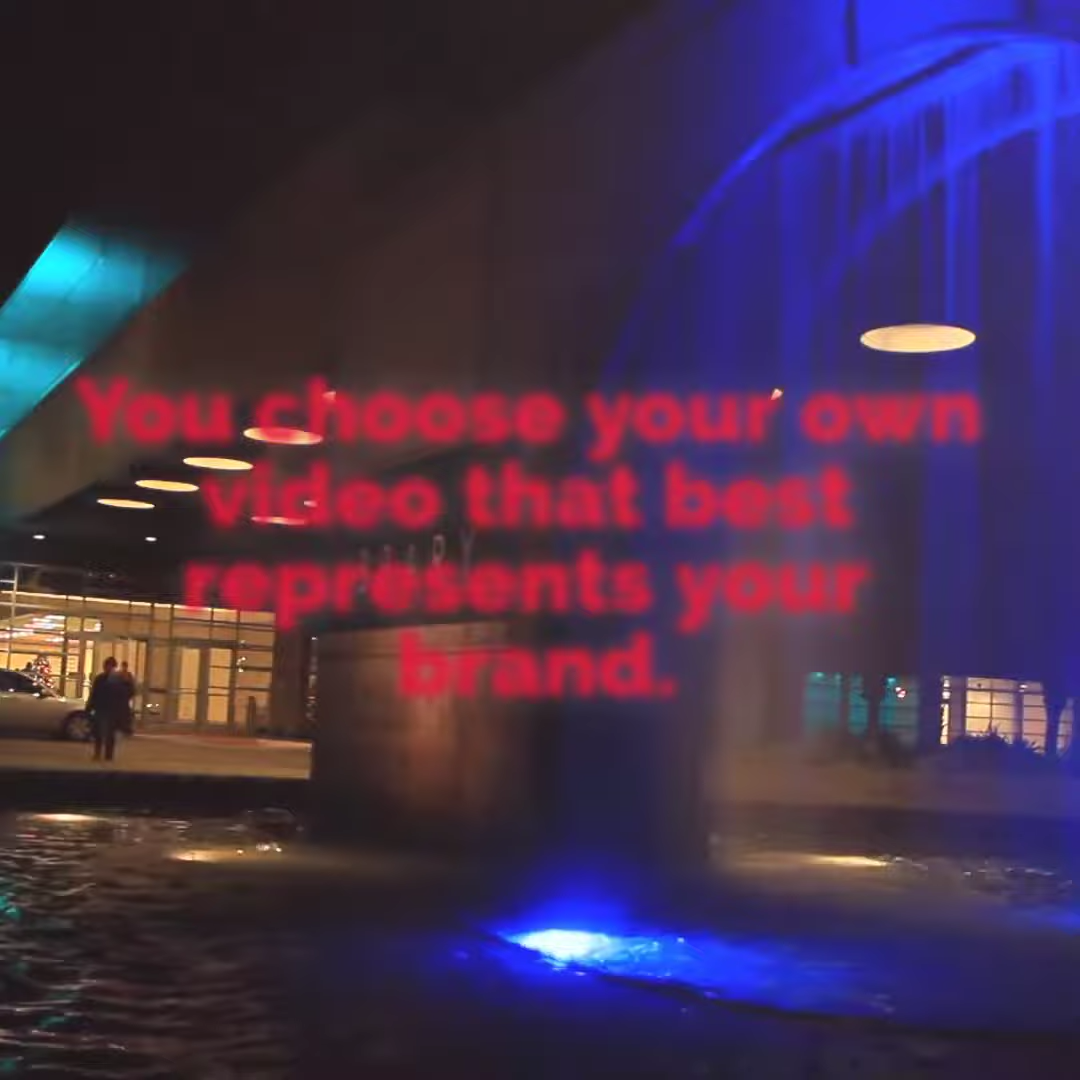 You choose your own
video that best
represents your
brand.